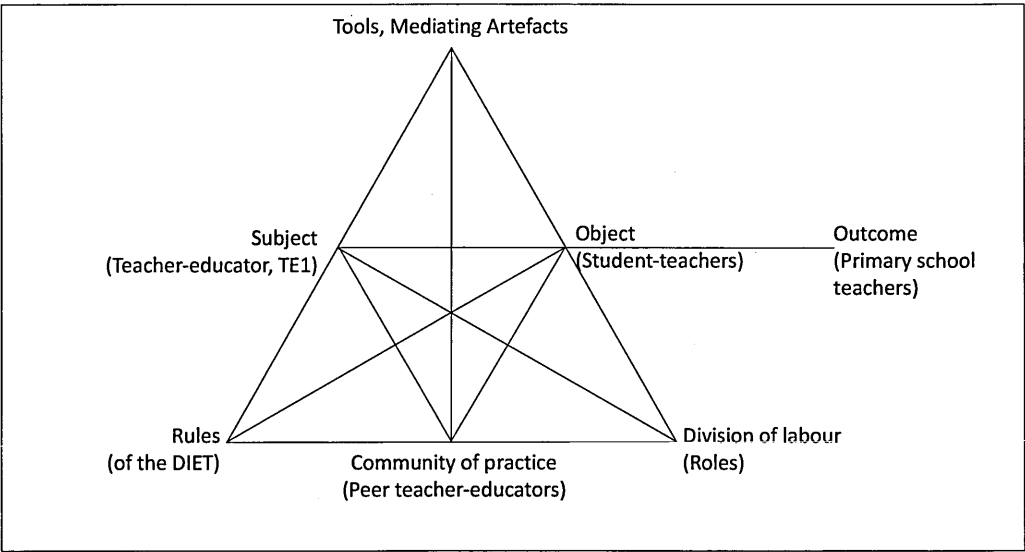 Tools, Mediating Artefacts
Subject
(Teacher-educator, TE1)
Object
(Student-teachers)
Outcome
(Primary school
teachers)
Rules
(of the DIET)
Community of practice
(Peer teacher-educators)
Division of labour
(Roles)